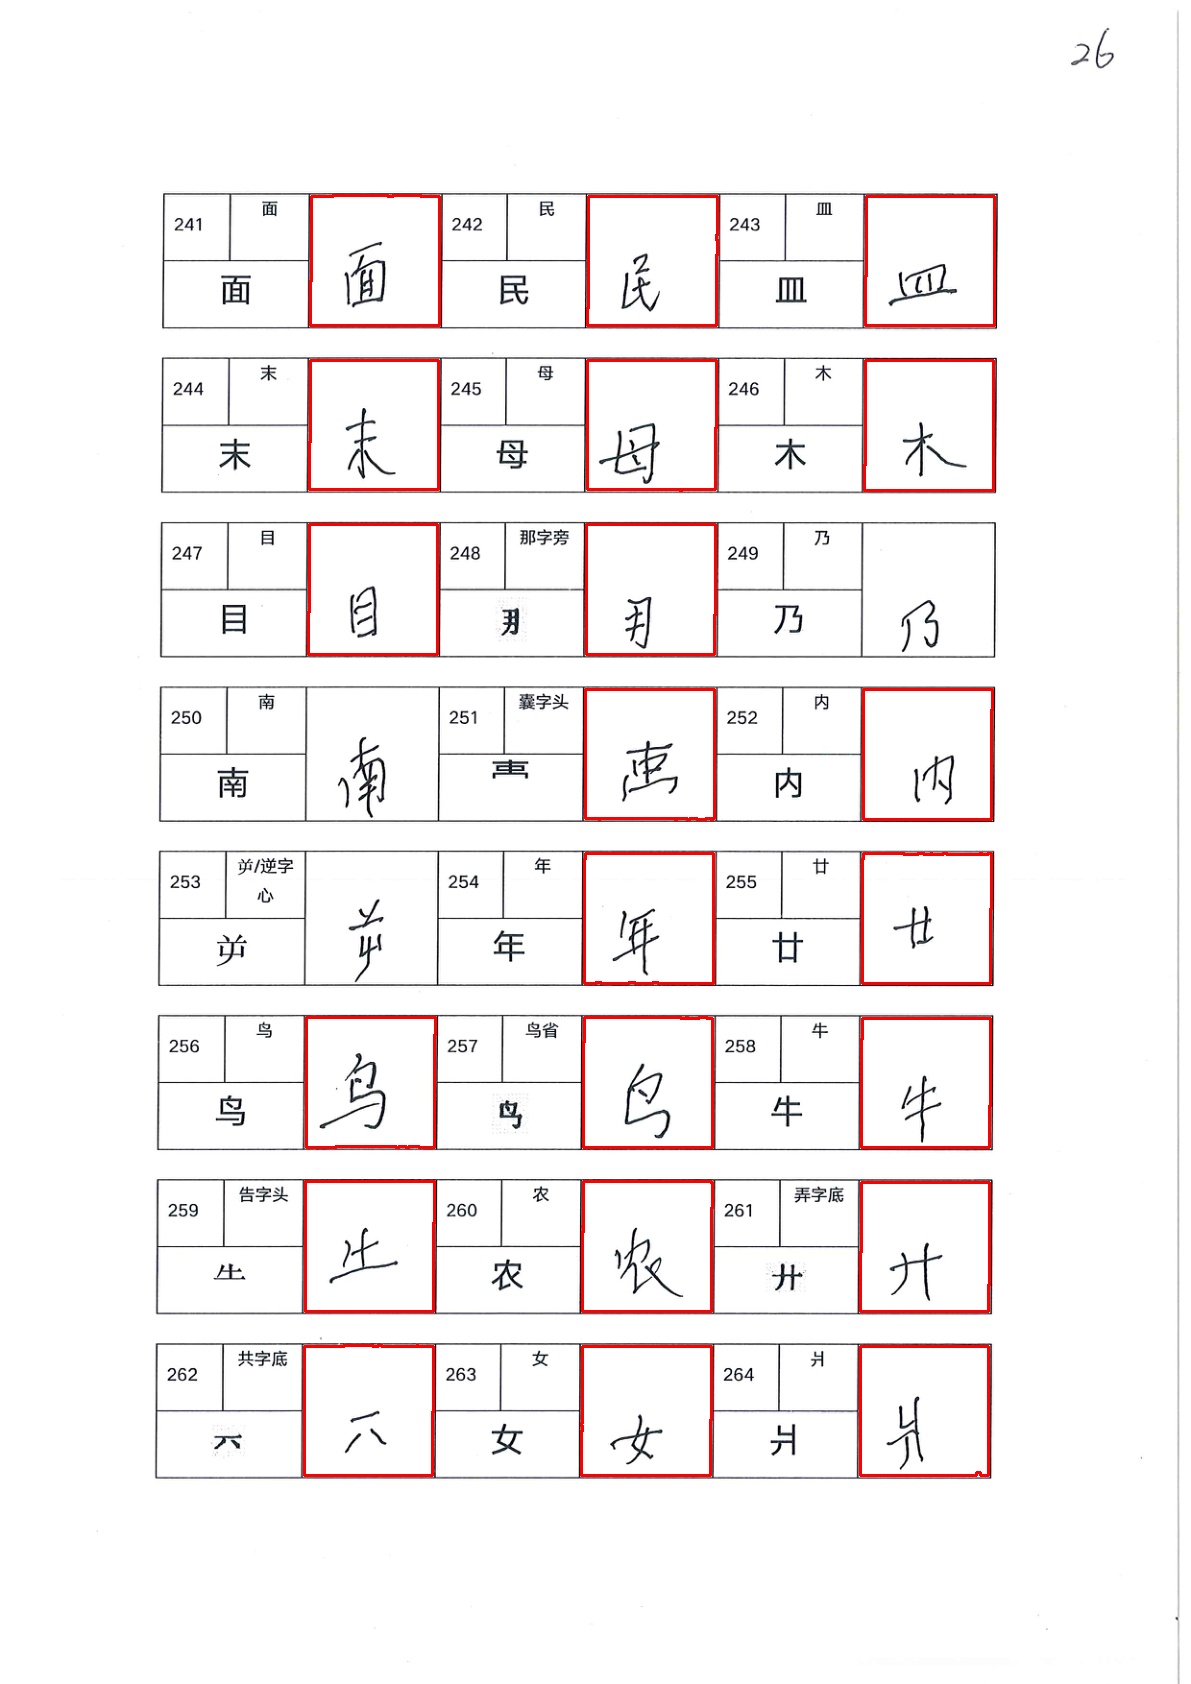 26
241 面 面 242 民 民 243 皿 皿
面 民 皿
244 末 末 245 母 母 246 木 木
末 母 木
247 目 目 248 那字旁 249 乃 乃
目 乃
250 南 南 251 囊字头 252 内 内
南 内
253 屰/逆字心 屰 254 年 年 255 廿 廿
屰 年 廿
256 鸟 鸟 257 鸟省 258 牛 牛
鸟 牛
259 告字头 260 农 农 261 弄字底 廾
⺧ 农 廾
262 共字底 263 女 女 264 爿 爿
女 爿